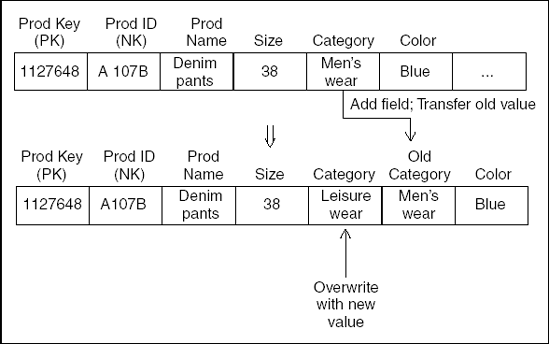 Prod Key Prod ID Prod Size Category Color
(PK) (NK) Name
1127648 A 107B Denim pants 38 Men's wear Blue ...
Add field; Transfer old value
Prod Key Prod ID Prod Size Category Old Color
(PK) (NK) Name Category
1127648 A107B Denim pants 38 Leisure wear Men's wear Blue
Overwrite
with new
value